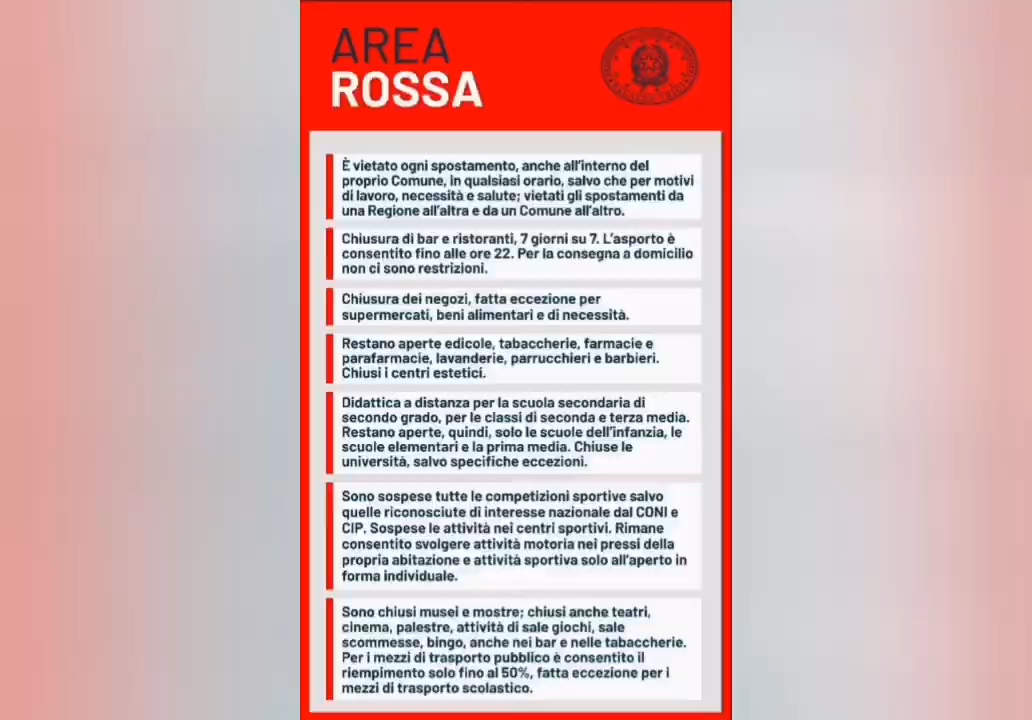 AREA
ROSSA
È vietato ogni spostamento, anche all'interno del
proprio Comune, in qualsiasi orario, salvo che per motivi
di lavoro, necessità e salute; vietati gli spostamenti da
una Regione all'altra e da un Comune all'altro.
Chiusura di bar e ristoranti, 7 giorni su 7. L'asporto è
consentito fino alle ore 22. Per la consegna a domicilio
non ci sono restrizioni.
Chiusura dei negozi, fatta eccezione per
supermercati, beni alimentari e di necessità.
Restano aperte edicole, tabaccherie, farmacie e
parafarmacie, lavanderie, parrucchieri e barbieri.
Chiusi i centri estetici.
Didattica a distanza per la scuola secondaria di
secondo grado, per le classi di seconda e terza media.
Restano aperte, quindi, solo le scuole dell'infanzia, le
scuole elementari e la prima media. Chiuse le
università, salvo specifiche eccezioni.
Sono sospese tutte le competizioni sportive salvo
quelle riconosciute di interesse nazionale dal CONI e
CIP. Sospese le attività nei centri sportivi. Rimane
consentito svolgere attività motoria nei pressi della
propria abitazione e attività sportiva solo all'aperto in
forma individuale.
Sono chiusi musei e mostre; chiusi anche teatri,
cinema, palestre, attività di sale giochi, sale
scommesse, bingo, anche nei bar e nelle tabaccherie.
Per i mezzi di trasporto pubblico è consentito il
riempimento solo fino al 50%, fatta eccezione per i
mezzi di trasporto scolastico.